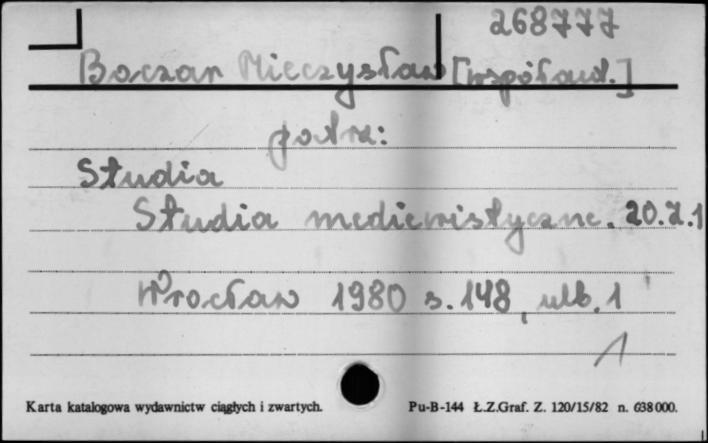 268777
Boczar Mieczysław [współaut.]
patrz:
Studia
Studia mediewistyczne. 20. Z. 1
Wrocław 1980 s. 148, ulb. 1
1
Karta katalogowa wydawnictw ciągłych i zwartych. Pu-B-144 Ł.Z.Graf. Z. 120/15/82 n. 638000.